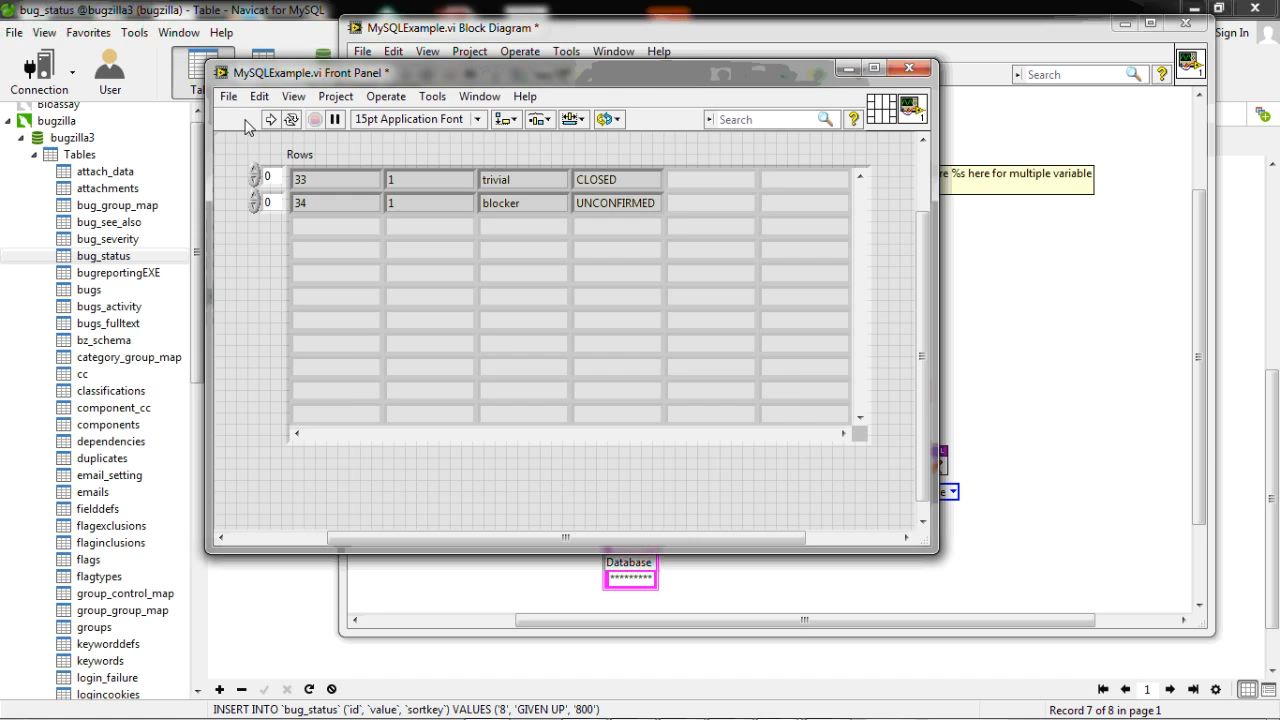 bug_status @bugzilla3 (bugzilla) - Table - Navicat for MySQL
File View Favorites Tools Window Help
Sign In
Connection
User
bioassay
bugzilla
bugzilla3
Tables
attach_data
attachments
bug_group_map
bug_see_also
bug_severity
bug_status
bugreportingEXE
bugs
bugs_activity
bugs_fulltext
bz_schema
category_group_map
cc
classifications
component_cc
components
dependencies
duplicates
email_setting
emails
fielddefs
flagexclusions
flaginclusions
flags
flagtypes
group_control_map
group_group_map
groups
keyworddefs
keywords
login_failure
logincookies
MySQLExample.vi Block Diagram *
File Edit View Project Operate Tools Window Help
Search
1
re %s here for multiple variable
MySQLExample.vi Front Panel *
File Edit View Project Operate Tools Window Help
15pt Application Font
Search
1
Rows
0 33 1 trivial CLOSED
0 34 1 blocker UNCONFIRMED
Database
*********
1
INSERT INTO `bug_status` (`id`, `value`, `sortkey`) VALUES ('8', 'GIVEN UP', '800')
Record 7 of 8 in page 1